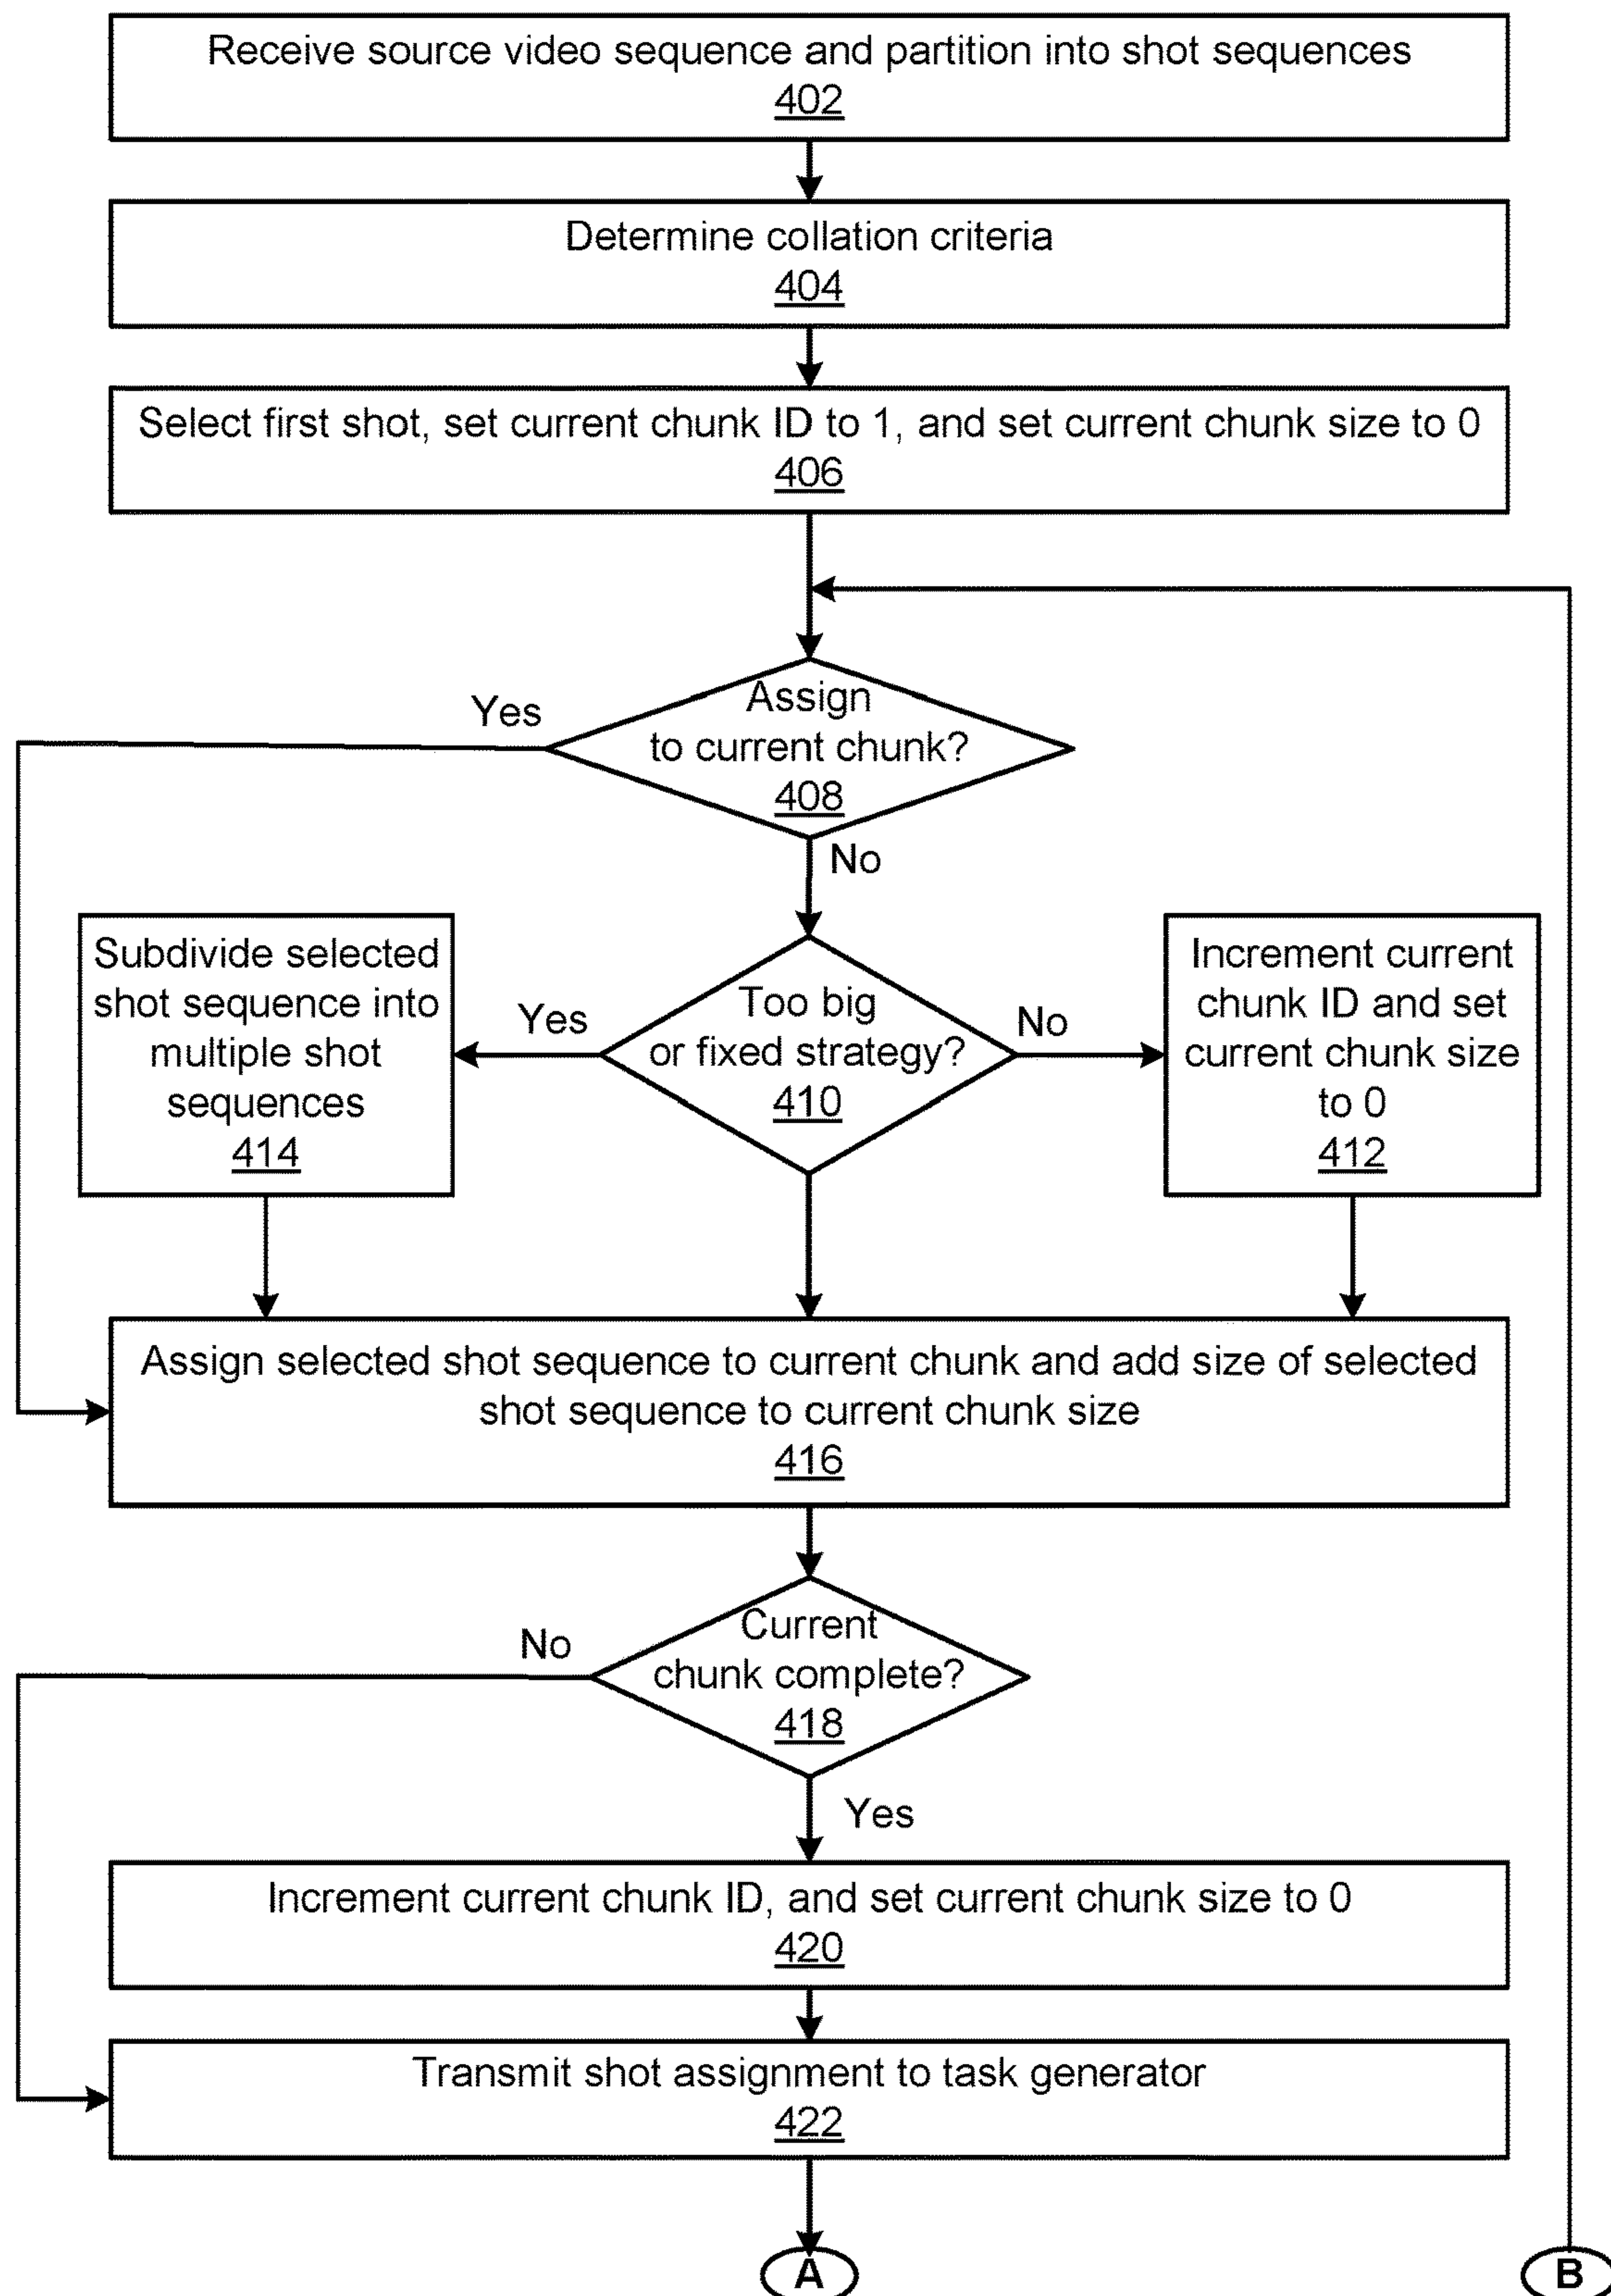 Receive source video sequence and partition into shot sequences
402
Determine collation criteria
404
Select first shot, set current chunk ID to 1, and set current chunk size to 0
406
Assign
to current chunk?
408
Yes
No
Subdivide selected
shot sequence into
multiple shot
sequences
414
Yes
Too big
or fixed strategy?
410
No
Increment current
chunk ID and set
current chunk size
to 0
412
Assign selected shot sequence to current chunk and add size of selected
shot sequence to current chunk size
416
Current
chunk complete?
418
No
Yes
Increment current chunk ID, and set current chunk size to 0
420
Transmit shot assignment to task generator
422
A
B